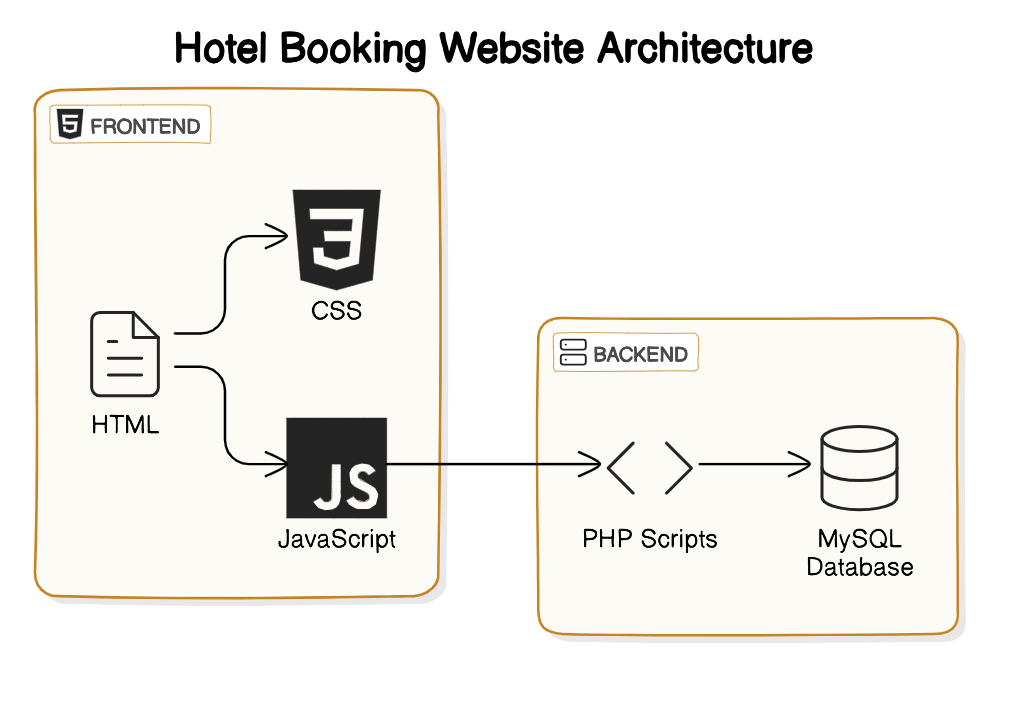 Hotel Booking Website Architecture
FRONTEND
CSS
HTML
JS
JavaScript
BACKEND
PHP Scripts
MySQL
Database